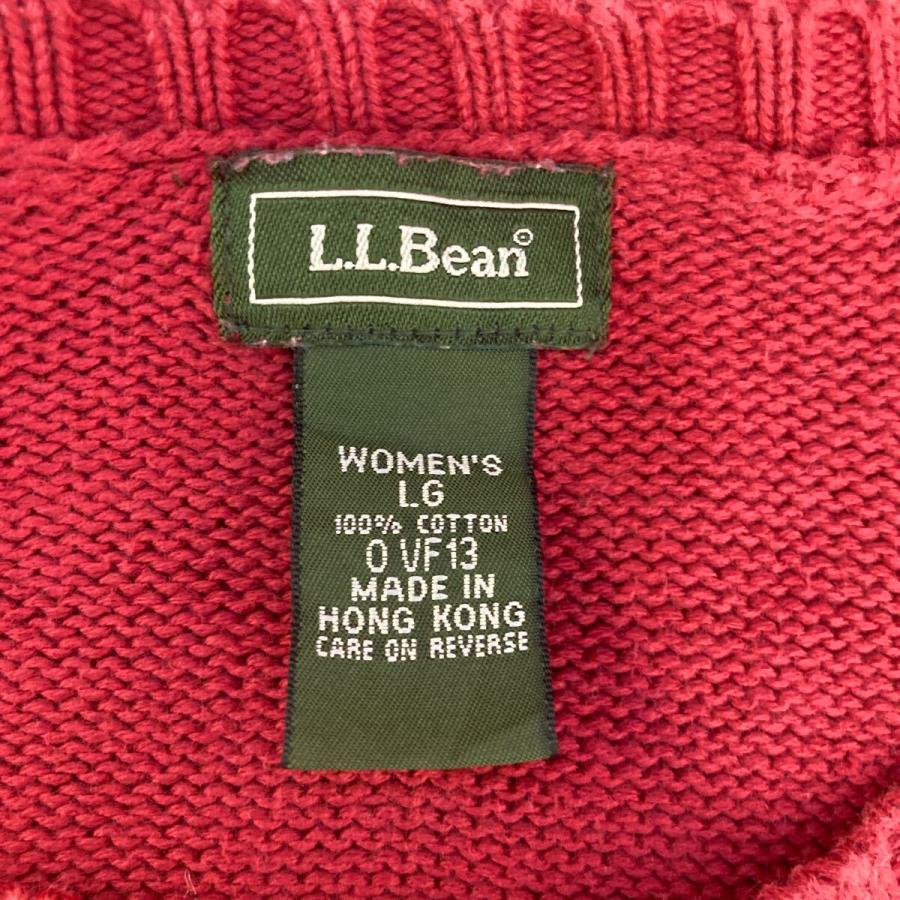 L.L.Bean®
WOMEN'S
LG
100% COTTON
0 VF13
MADE IN
HONG KONG
CARE ON REVERSE